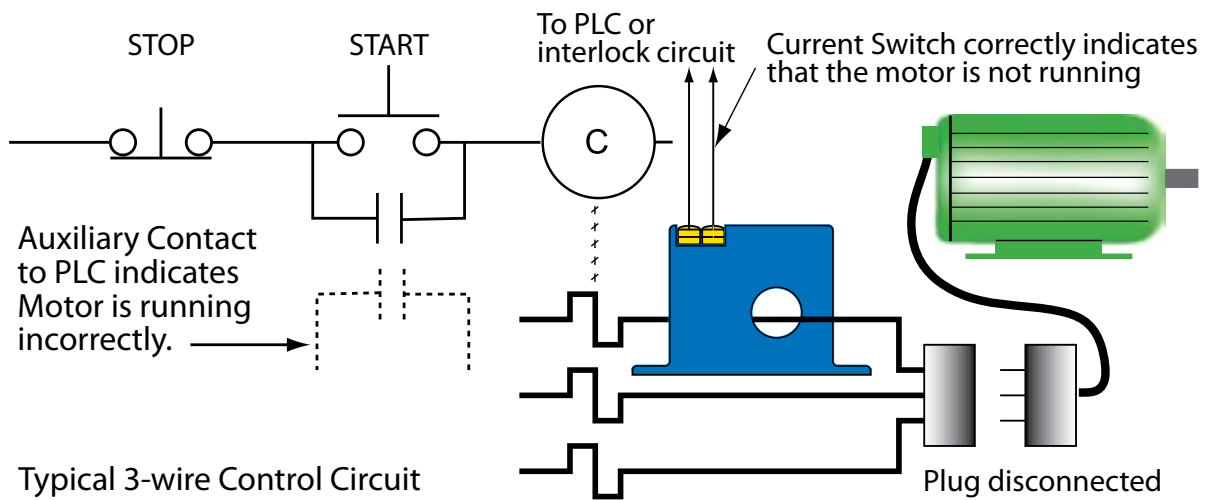 STOP
START
To PLC or
interlock circuit
Current Switch correctly indicates
that the motor is not running
C
Auxiliary Contact
to PLC indicates
Motor is running
incorrectly.
Typical 3-wire Control Circuit
Plug disconnected